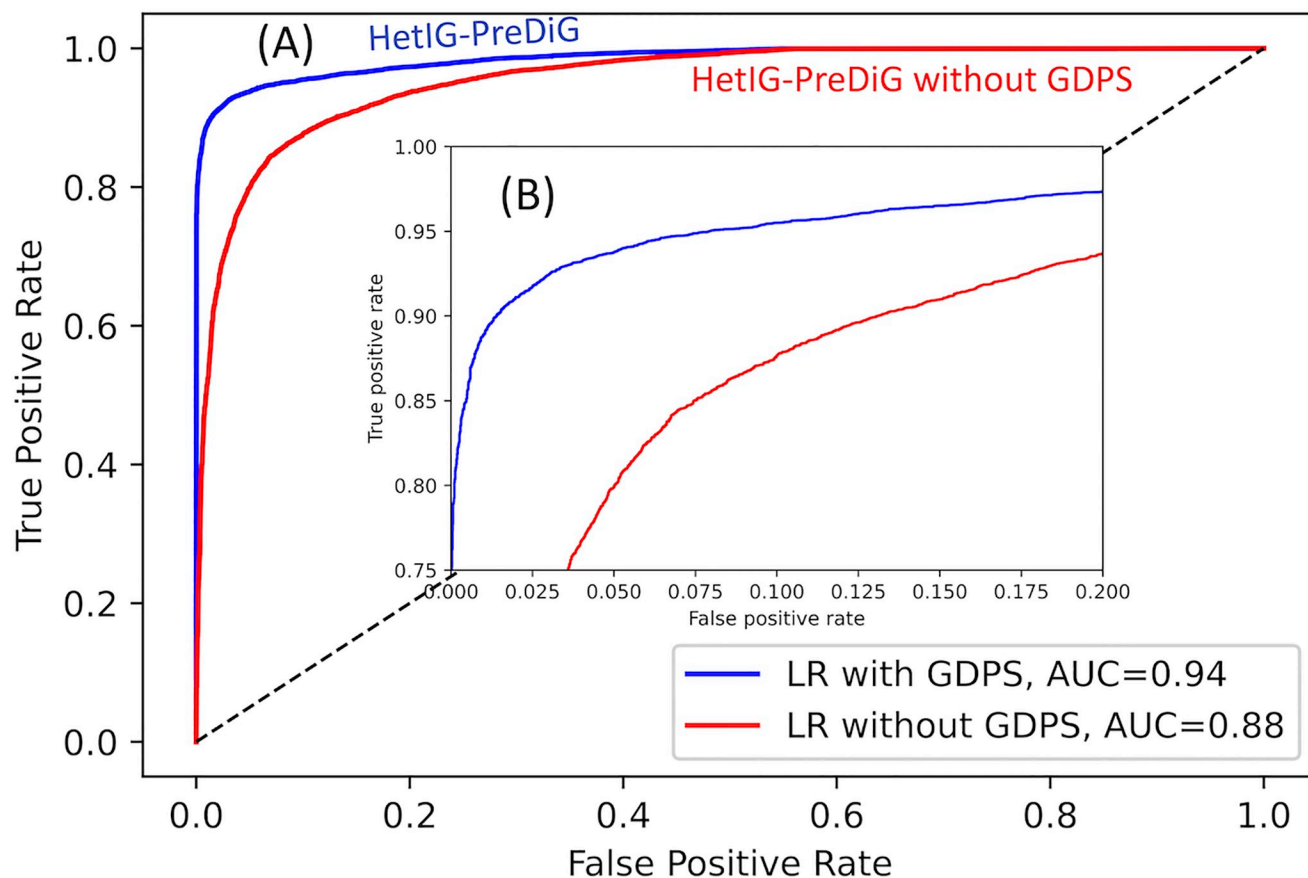 (A)
HetIG-PreDiG
HetIG-PreDiG without GDPS
True Positive Rate
1.0
0.8
0.6
0.4
0.2
0.0
(B)
True positive rate
1.00
0.95
0.90
0.85
0.80
0.75
0.000 0.025 0.050 0.075 0.100 0.125 0.150 0.175 0.200
False positive rate
LR with GDPS, AUC=0.94
LR without GDPS, AUC=0.88
0.0 0.2 0.4 0.6 0.8 1.0
False Positive Rate